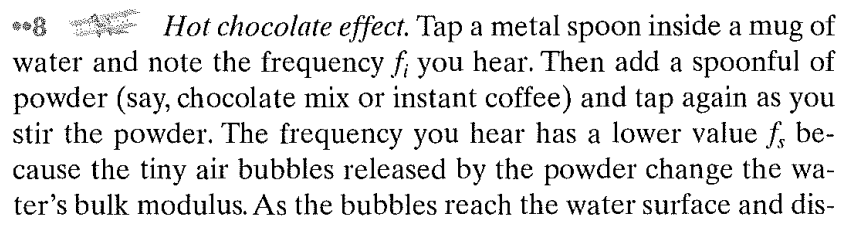 ••8 Hot chocolate effect. Tap a metal spoon inside a mug of
water and note the frequency fi you hear. Then add a spoonful of
powder (say, chocolate mix or instant coffee) and tap again as you
stir the powder. The frequency you hear has a lower value fs be-
cause the tiny air bubbles released by the powder change the wa-
ter's bulk modulus. As the bubbles reach the water surface and dis-